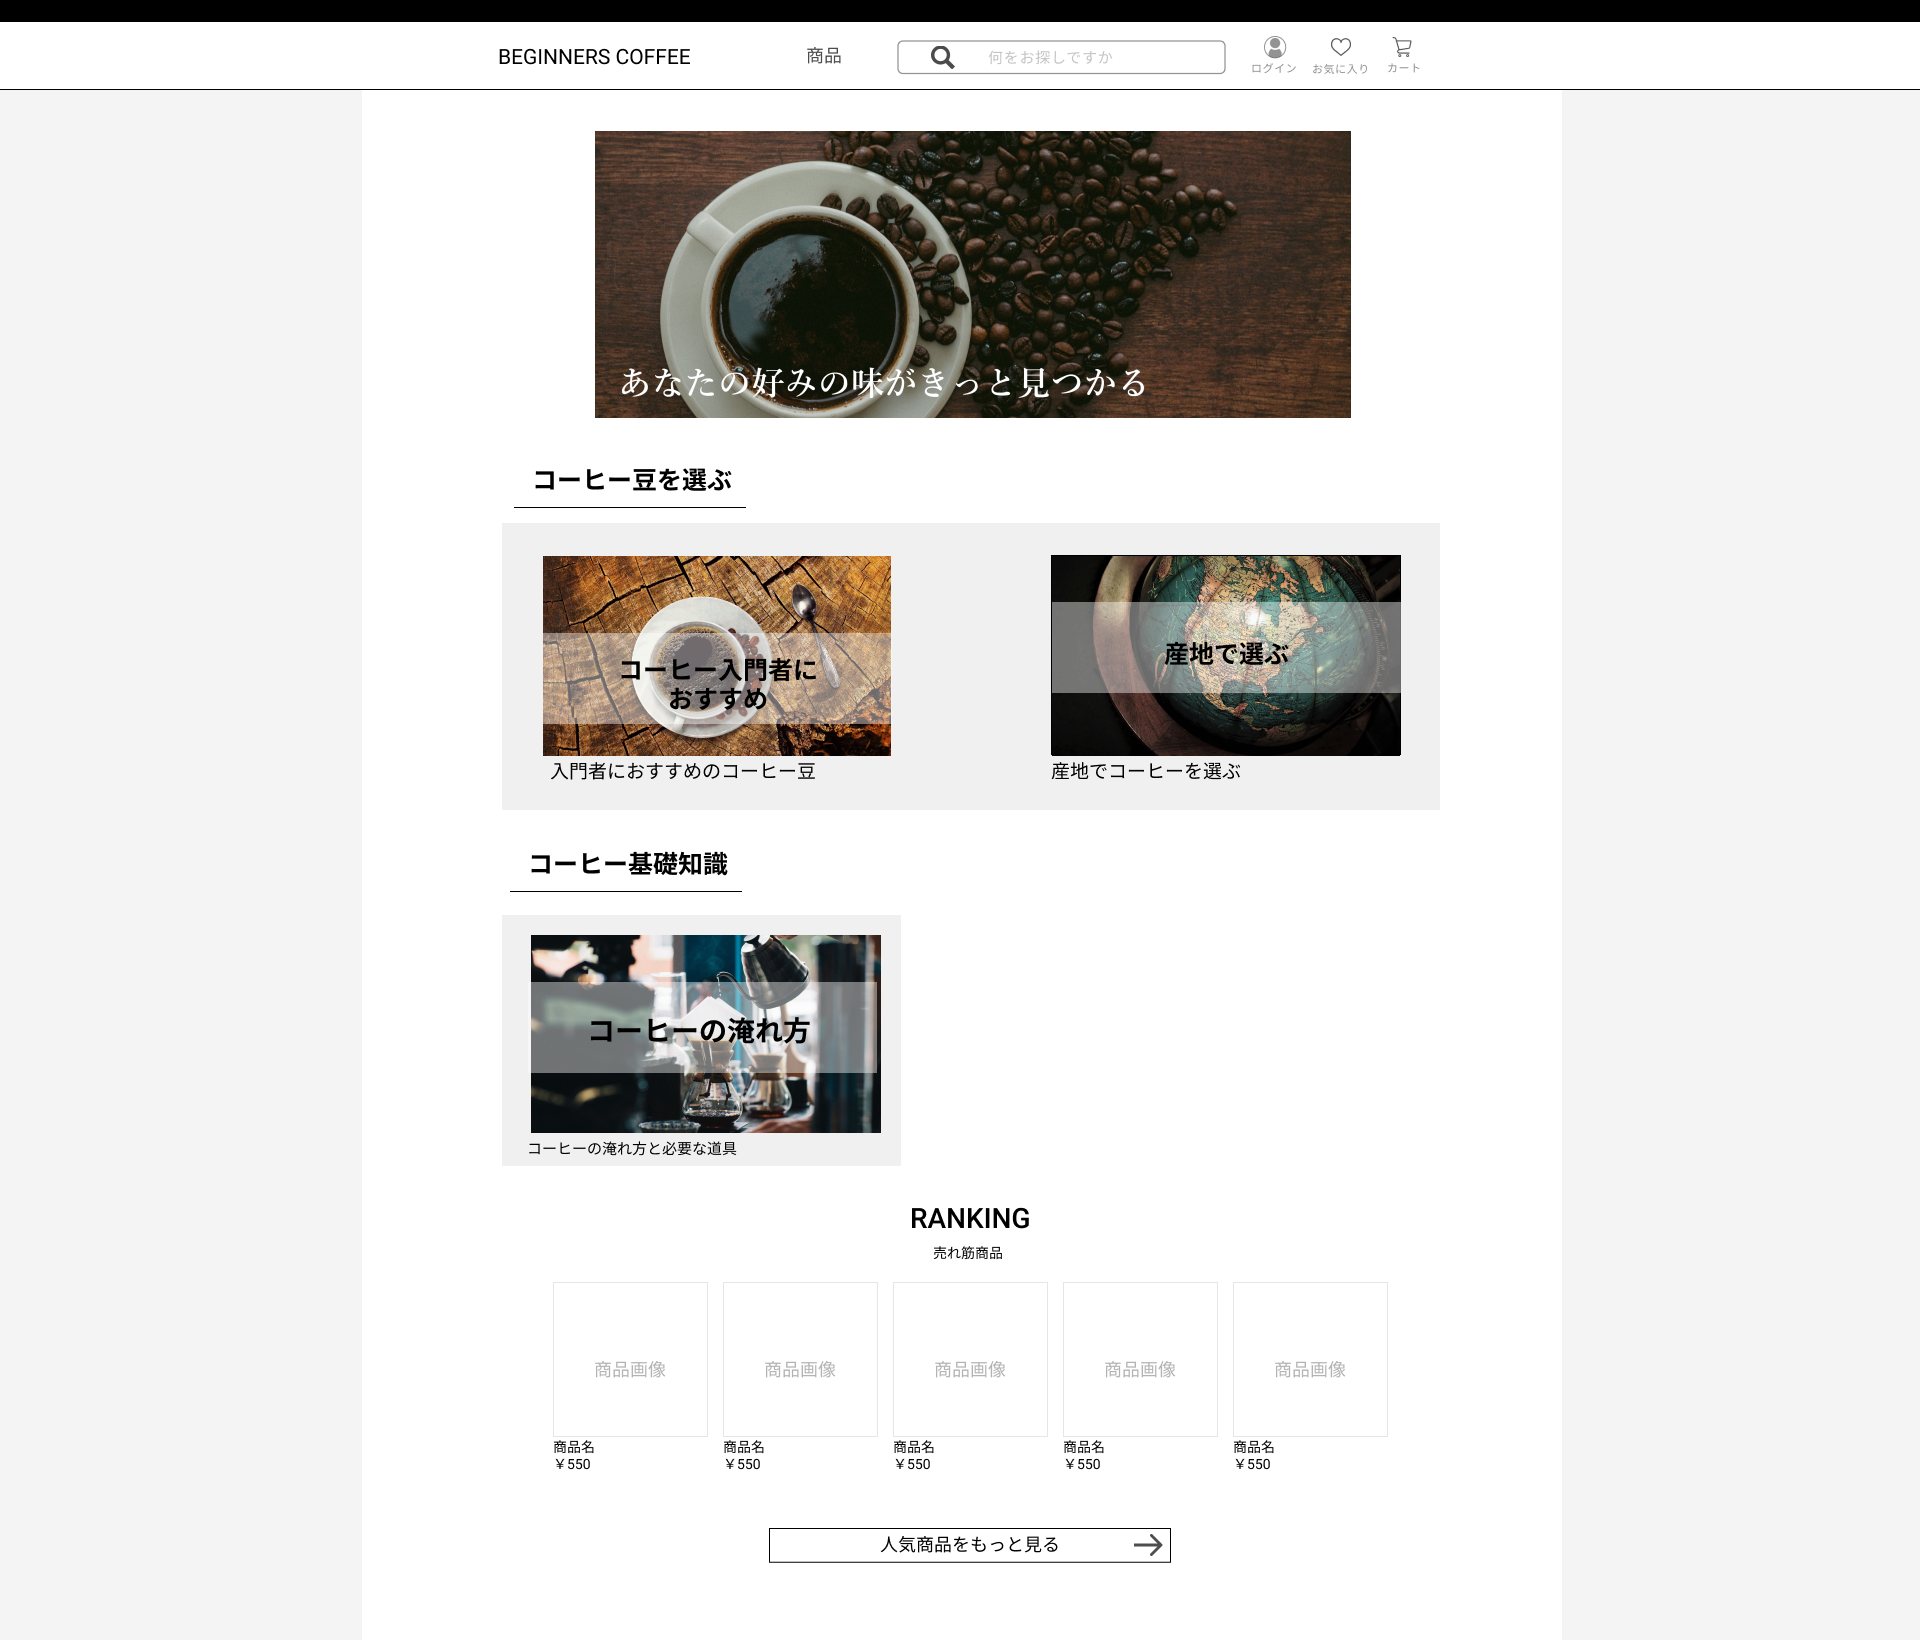 BEGINNERS COFFEE
商品
何をお探しですか
ログイン
お気に入り
カート
あなたの好みの味がきっと見つかる
コーヒー豆を選ぶ
コーヒー入門者に
おすすめ
産地で選ぶ
入門者におすすめのコーヒー豆
産地でコーヒーを選ぶ
コーヒー基礎知識
コーヒーの淹れ方
コーヒーの淹れ方と必要な道具
RANKING
売れ筋商品
商品画像
商品画像
商品画像
商品画像
商品画像
商品名
￥550
商品名
￥550
商品名
￥550
商品名
￥550
商品名
￥550
人気商品をもっと見る